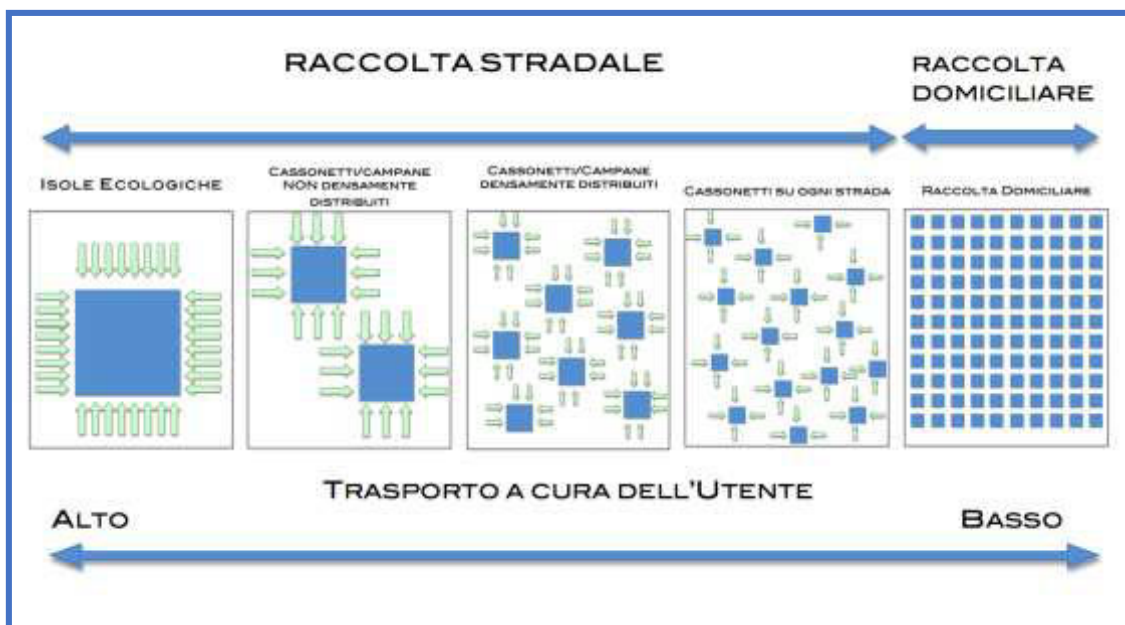 RACCOLTA STRADALE
RACCOLTA
DOMICILIARE
ISOLE ECOLOGICHE
CASSONETTI/CAMPANE
NON DENSAMENTE
DISTRIBUITI
CASSONETTI/CAMPANE
DENSAMENTE DISTRIBUITI
CASSONETTI SU OGNI STRADA
RACCOLTA DOMICILIARE
TRASPORTO A CURA DELL'UTENTE
ALTO
BASSO